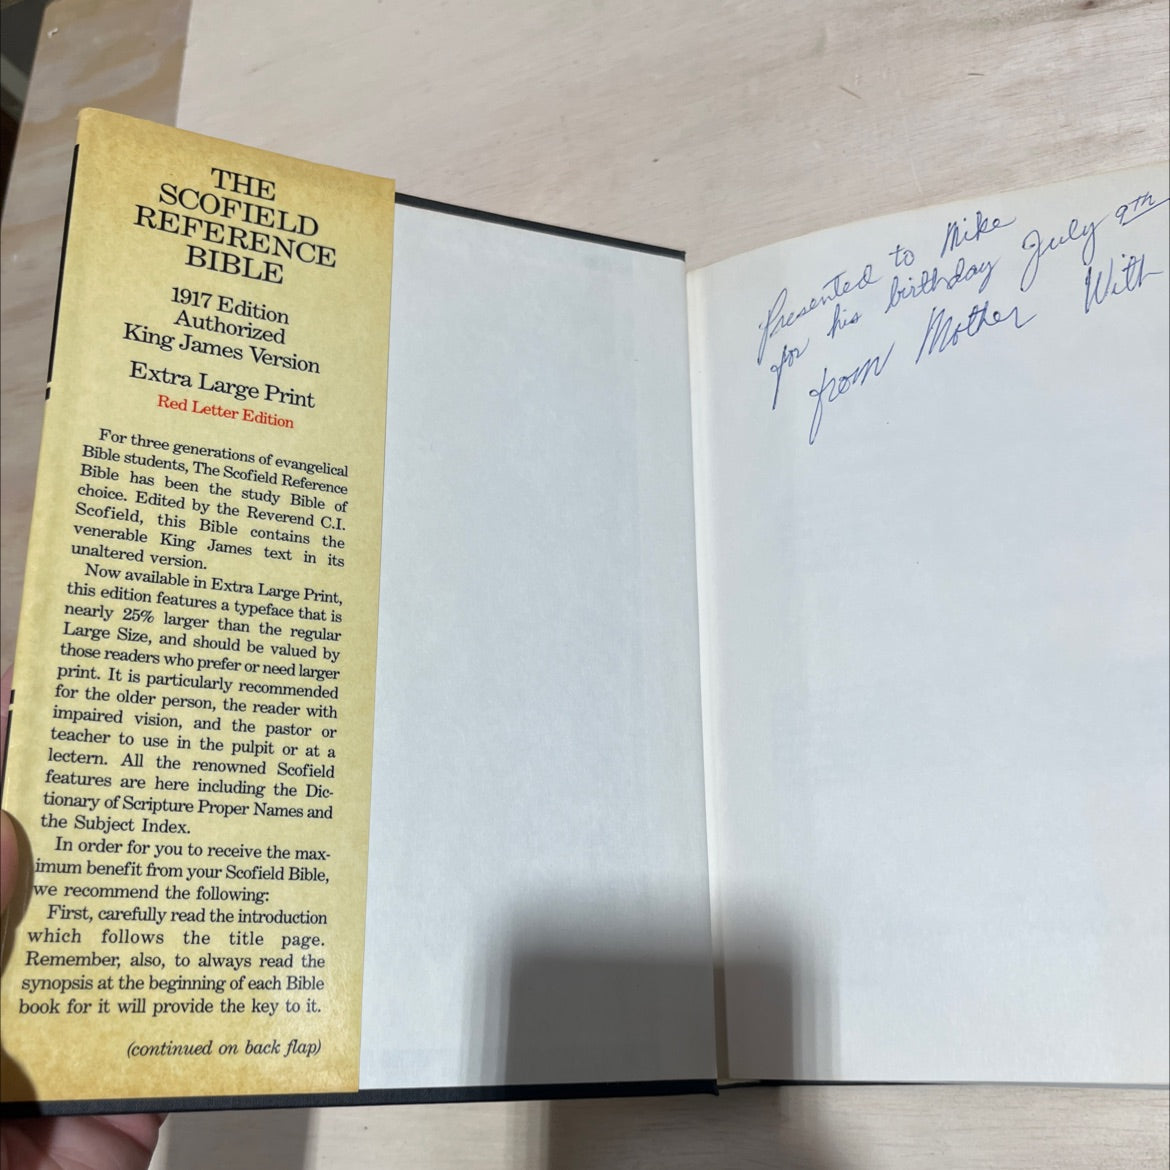 THE
SCOFIELD
REFERENCE
BIBLE
1917 Edition
Authorized
King James Version
Extra Large Print
Red Letter Edition
For three generations of evangelical
Bible students, The Scofield Reference
Bible has been the study Bible of
choice. Edited by the Reverend C.I.
Scofield, this Bible contains the
venerable King James text in its
unaltered version.
Now available in Extra Large Print,
this edition features a typeface that is
nearly 25% larger than the regular
Large Size, and should be valued by
those readers who prefer or need larger
print. It is particularly recommended
for the older person, the reader with
impaired vision, and the pastor or
teacher to use in the pulpit or at a
lectern. All the renowned Scofield
features are here including the Dic-
tionary of Scripture Proper Names and
the Subject Index.
In order for you to receive the max-
imum benefit from your Scofield Bible,
we recommend the following:
First, carefully read the introduction
which follows the title page.
Remember, also, to always read the
synopsis at the beginning of each Bible
book for it will provide the key to it.
(continued on back flap)
Presented to Mike
for his birthday July 9TH
from Mother With